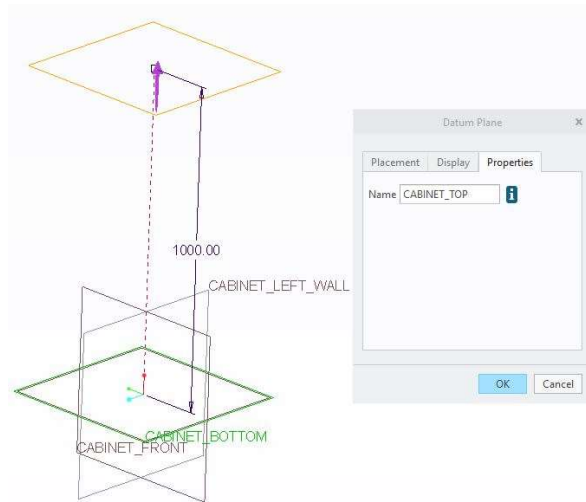 Datum Plane
Placement Display Properties
Name CABINET_TOP
1000.00
CABINET_LEFT_WALL
OK Cancel
CABINET_BOTTOM
CABINET_FRONT